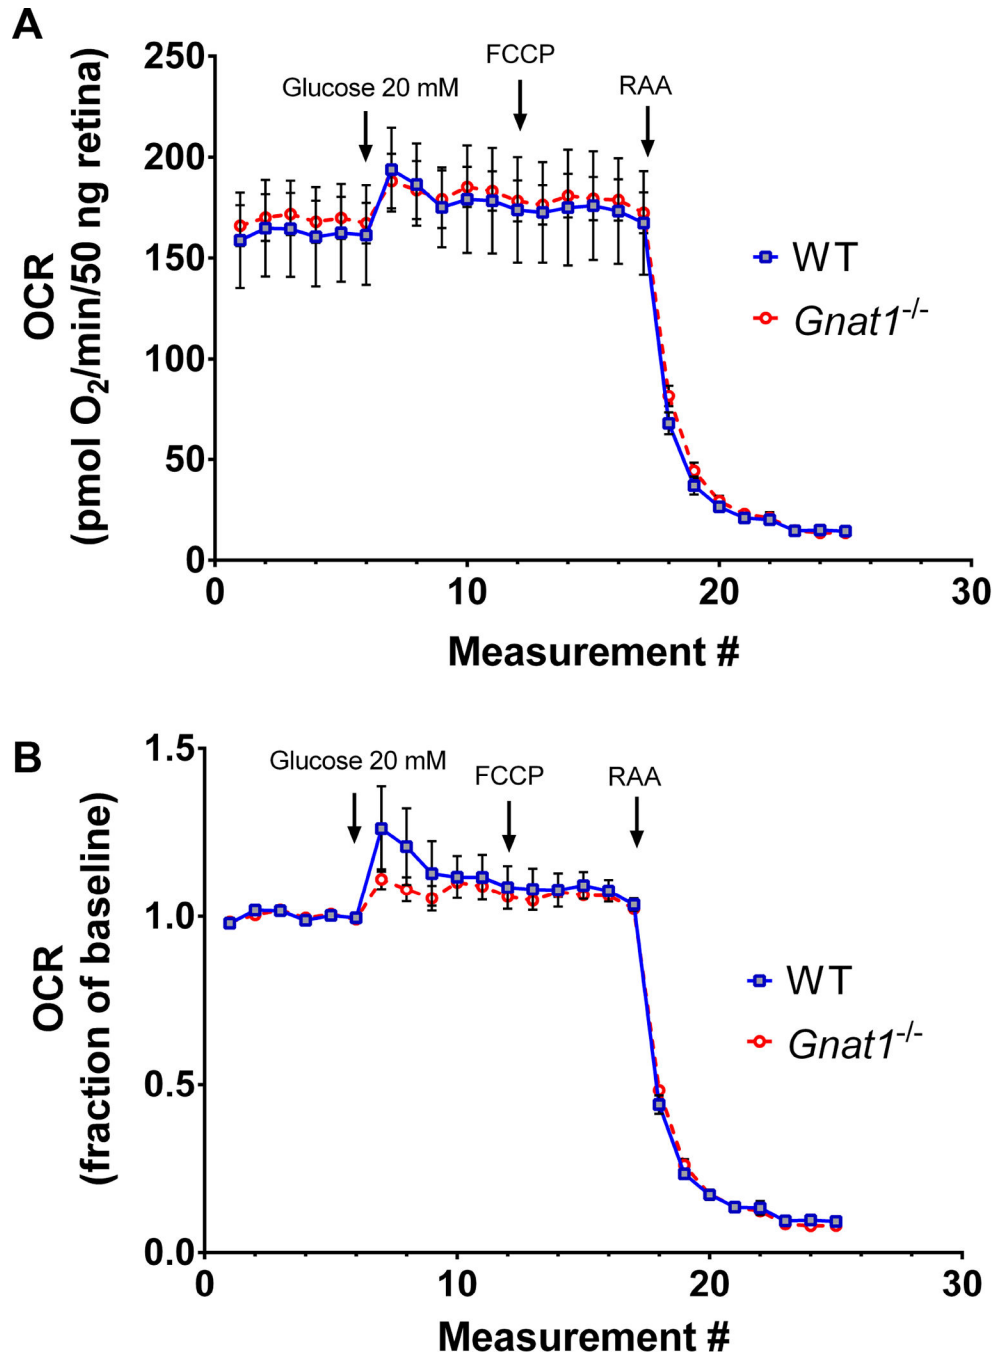 A
OCR
(pmol O₂/min/50 ng retina)
250
200
150
100
50
0
Glucose 20 mM
FCCP
RAA
WT
Gnat1⁻/⁻
0 10 20 30
Measurement #
B
OCR
(fraction of baseline)
1.5
1.0
0.5
0.0
Glucose 20 mM
FCCP
RAA
WT
Gnat1⁻/⁻
0 10 20 30
Measurement #